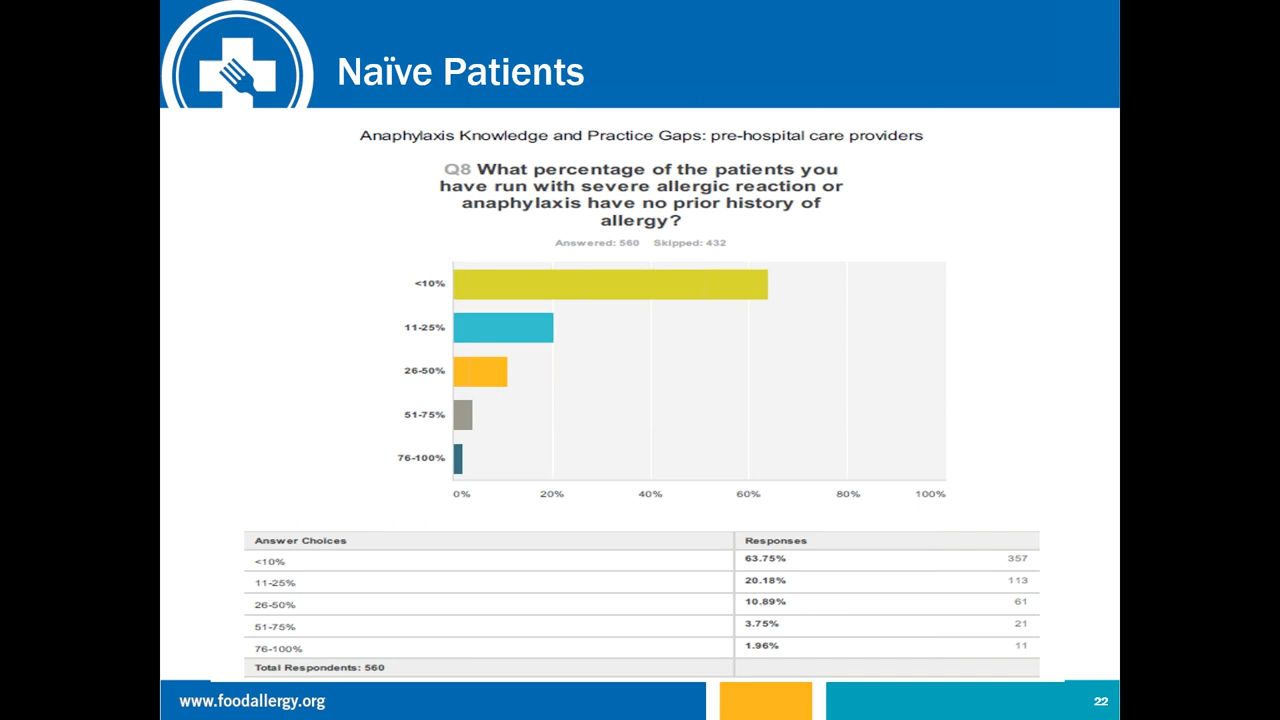 Naïve Patients
Anaphylaxis Knowledge and Practice Gaps: pre-hospital care providers
Q8 What percentage of the patients you
have run with severe allergic reaction or
anaphylaxis have no prior history of
allergy?
Answered: 560 Skipped: 432
<10%
11-25%
26-50%
51-75%
76-100%
0% 20% 40% 60% 80% 100%
Answer Choices Responses
<10% 63.75% 357
11-25% 20.18% 113
26-50% 10.89% 61
51-75% 3.75% 21
76-100% 1.96% 11
Total Respondents: 560
www.foodallergy.org 22